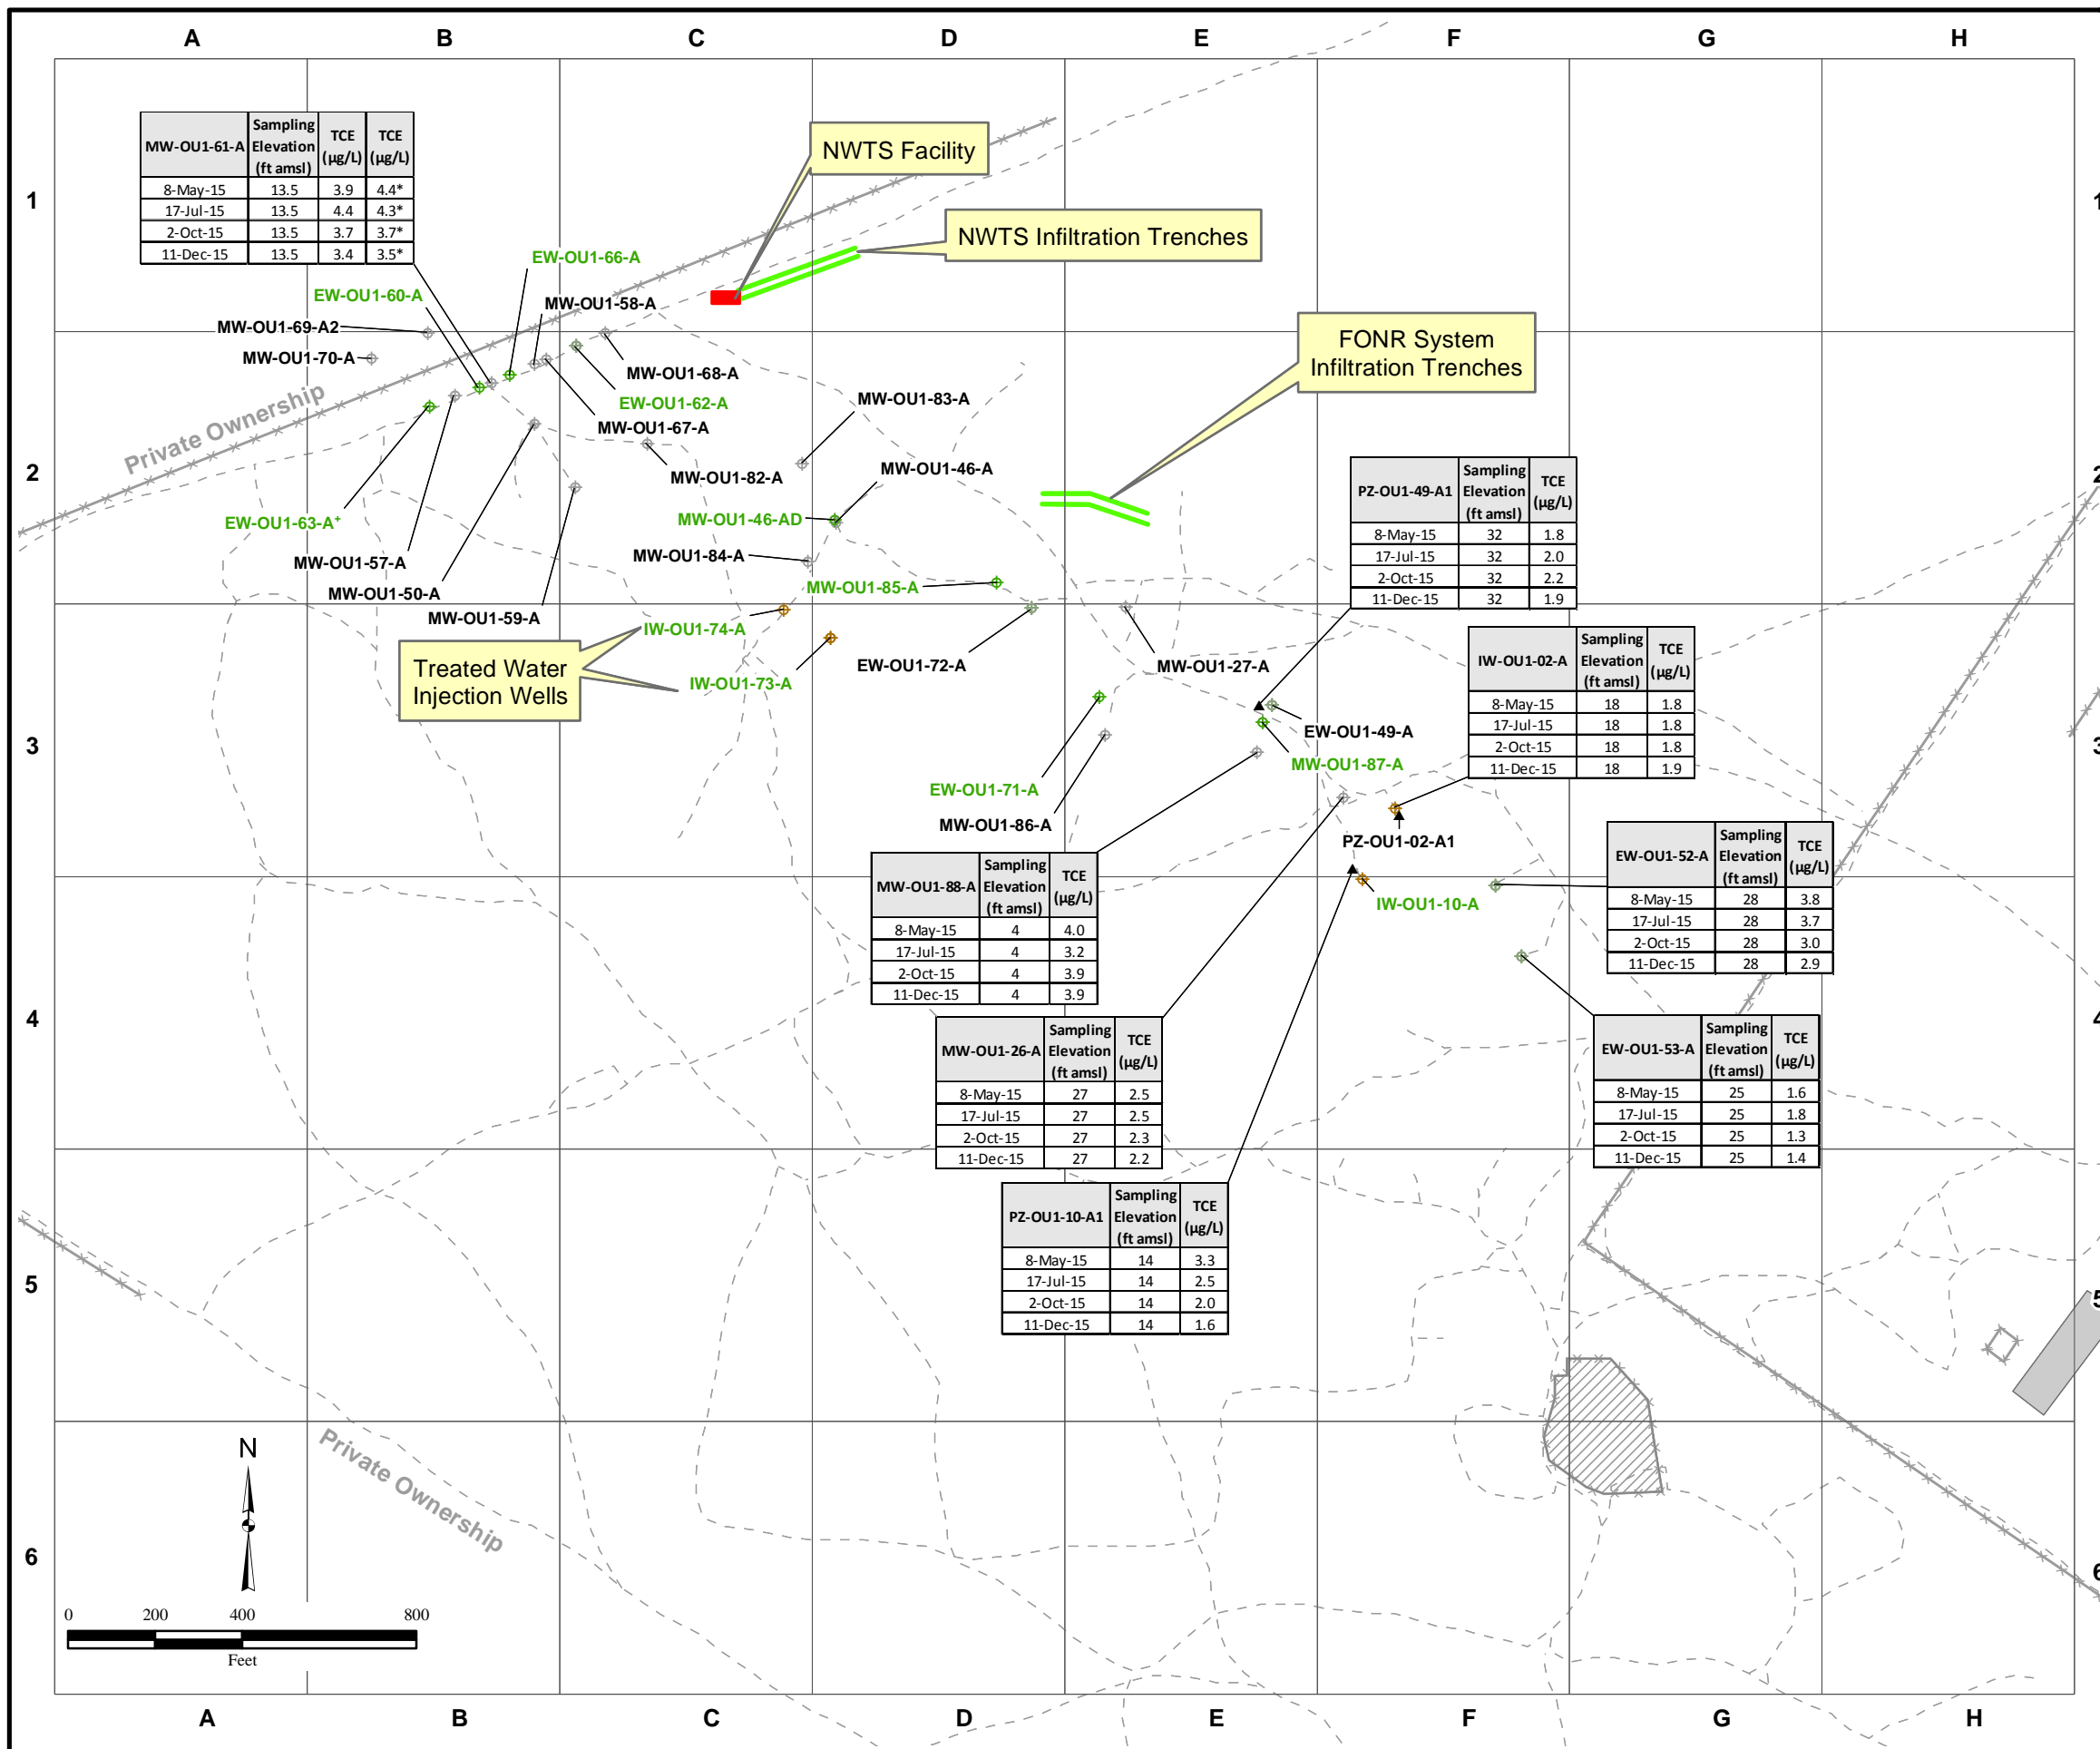 A B C D E F G H
MW-OU1-61-A Sampling Elevation (ft amsl) TCE (µg/L) TCE (µg/L)
8-May-15 13.5 3.9 4.4*
17-Jul-15 13.5 4.4 4.3*
2-Oct-15 13.5 3.7 3.7*
11-Dec-15 13.5 3.4 3.5*
NWTS Facility
1 1
NWTS Infiltration Trenches
EW-OU1-66-A
EW-OU1-60-A
MW-OU1-58-A
MW-OU1-69-A2
MW-OU1-70-A
FONR System
Infiltration Trenches
MW-OU1-68-A
EW-OU1-62-A
MW-OU1-83-A
MW-OU1-67-A
Private Ownership
2 2
MW-OU1-82-A
MW-OU1-46-A
EW-OU1-63-A+
MW-OU1-46-AD
MW-OU1-57-A
MW-OU1-84-A
MW-OU1-50-A
MW-OU1-85-A
MW-OU1-59-A
PZ-OU1-49-A1 Sampling Elevation (ft amsl) TCE (µg/L)
8-May-15 32 1.8
17-Jul-15 32 2.0
2-Oct-15 32 2.2
11-Dec-15 32 1.9
IW-OU1-74-A
Treated Water
Injection Wells
EW-OU1-72-A
MW-OU1-27-A
IW-OU1-73-A
IW-OU1-02-A Sampling Elevation (ft amsl) TCE (µg/L)
8-May-15 18 1.8
17-Jul-15 18 1.8
2-Oct-15 18 1.8
11-Dec-15 18 1.9
3 3
EW-OU1-49-A
MW-OU1-87-A
EW-OU1-71-A
MW-OU1-86-A
PZ-OU1-02-A1
EW-OU1-52-A Sampling Elevation (ft amsl) TCE (µg/L)
8-May-15 28 3.8
17-Jul-15 28 3.7
2-Oct-15 28 3.0
11-Dec-15 28 2.9
MW-OU1-88-A Sampling Elevation (ft amsl) TCE (µg/L)
8-May-15 4 4.0
17-Jul-15 4 3.2
2-Oct-15 4 3.9
11-Dec-15 4 3.9
IW-OU1-10-A
4 4
MW-OU1-26-A Sampling Elevation (ft amsl) TCE (µg/L)
8-May-15 27 2.5
17-Jul-15 27 2.5
2-Oct-15 27 2.3
11-Dec-15 27 2.2
EW-OU1-53-A Sampling Elevation (ft amsl) TCE (µg/L)
8-May-15 25 1.6
17-Jul-15 25 1.8
2-Oct-15 25 1.3
11-Dec-15 25 1.4
PZ-OU1-10-A1 Sampling Elevation (ft amsl) TCE (µg/L)
8-May-15 14 3.3
17-Jul-15 14 2.5
2-Oct-15 14 2.0
11-Dec-15 14 1.6
5 5
N
Private Ownership
6 6
0 200 400 800
Feet
A B C D E F G H